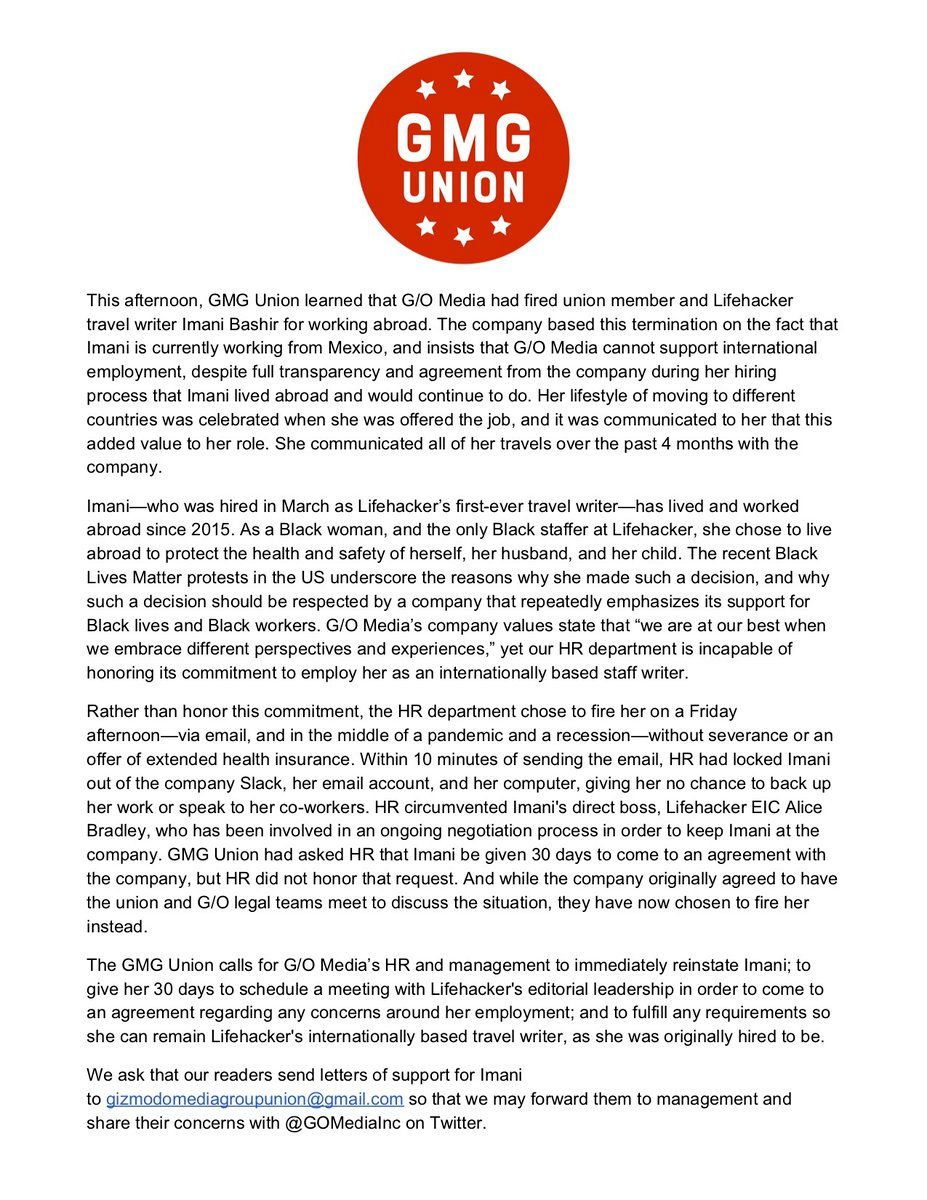 GMG
UNION
This afternoon, GMG Union learned that G/O Media had fired union member and Lifehacker
travel writer Imani Bashir for working abroad. The company based this termination on the fact that
Imani is currently working from Mexico, and insists that G/O Media cannot support international
employment, despite full transparency and agreement from the company during her hiring
process that Imani lived abroad and would continue to do. Her lifestyle of moving to different
countries was celebrated when she was offered the job, and it was communicated to her that this
added value to her role. She communicated all of her travels over the past 4 months with the
company.
Imani—who was hired in March as Lifehacker’s first-ever travel writer—has lived and worked
abroad since 2015. As a Black woman, and the only Black staffer at Lifehacker, she chose to live
abroad to protect the health and safety of herself, her husband, and her child. The recent Black
Lives Matter protests in the US underscore the reasons why she made such a decision, and why
such a decision should be respected by a company that repeatedly emphasizes its support for
Black lives and Black workers. G/O Media’s company values state that “we are at our best when
we embrace different perspectives and experiences,” yet our HR department is incapable of
honoring its commitment to employ her as an internationally based staff writer.
Rather than honor this commitment, the HR department chose to fire her on a Friday
afternoon—via email, and in the middle of a pandemic and a recession—without severance or an
offer of extended health insurance. Within 10 minutes of sending the email, HR had locked Imani
out of the company Slack, her email account, and her computer, giving her no chance to back up
her work or speak to her co-workers. HR circumvented Imani's direct boss, Lifehacker EIC Alice
Bradley, who has been involved in an ongoing negotiation process in order to keep Imani at the
company. GMG Union had asked HR that Imani be given 30 days to come to an agreement with
the company, but HR did not honor that request. And while the company originally agreed to have
the union and G/O legal teams meet to discuss the situation, they have now chosen to fire her
instead.
The GMG Union calls for G/O Media’s HR and management to immediately reinstate Imani; to
give her 30 days to schedule a meeting with Lifehacker's editorial leadership in order to come to
an agreement regarding any concerns around her employment; and to fulfill any requirements so
she can remain Lifehacker's internationally based travel writer, as she was originally hired to be.
We ask that our readers send letters of support for Imani
to gizmodomediagroupunion@gmail.com so that we may forward them to management and
share their concerns with @GOMediaInc on Twitter.